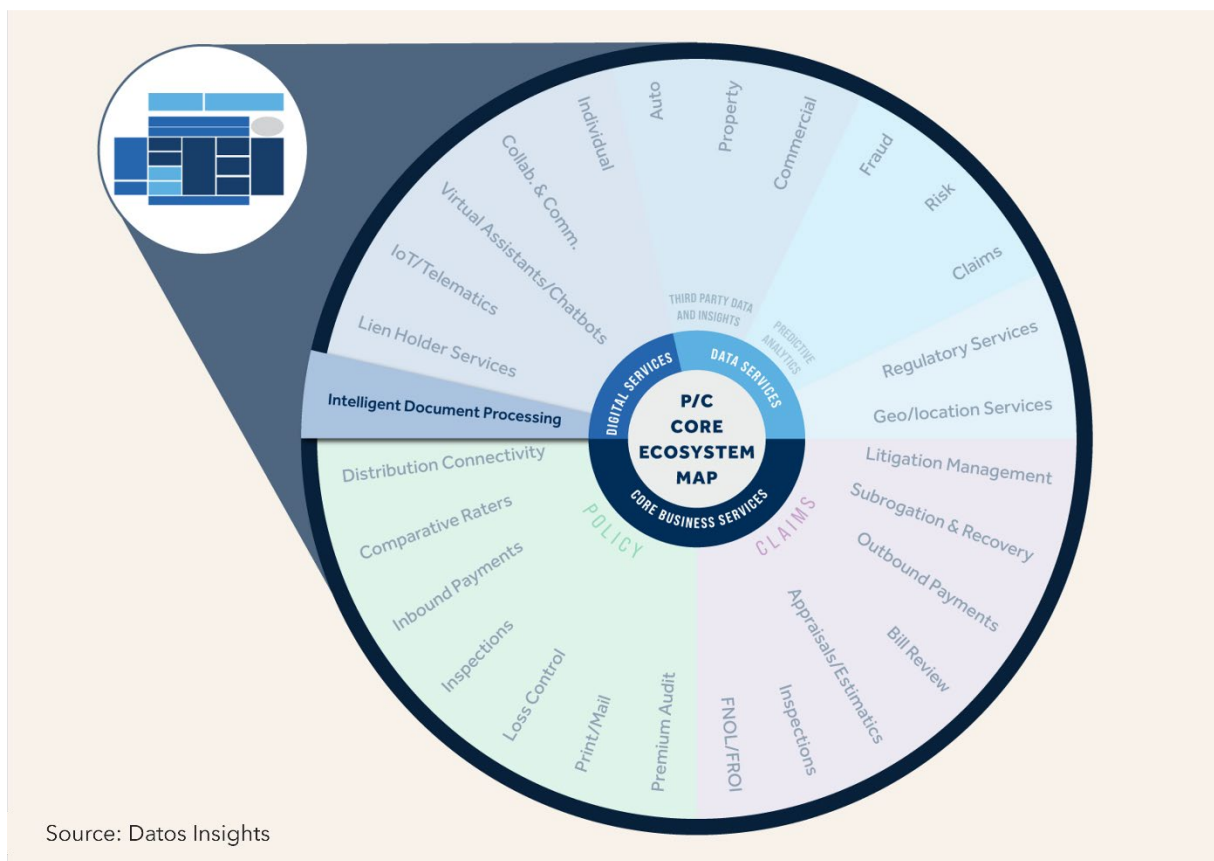 Individual
Collab. & Comm.
Virtual Assistants/Chatbots
IoT/Telematics
Lien Holder Services
Intelligent Document Processing
Auto
Property
Commercial
THIRD PARTY DATA
AND INSIGHTS
Fraud
Risk
Claims
PREDICTIVE
ANALYTICS
Regulatory Services
Geo/location Services
DIGITAL SERVICES
DATA SERVICES
P/C
CORE
ECOSYSTEM
MAP
CORE BUSINESS SERVICES
POLICY
Distribution Connectivity
Comparative Raters
Inbound Payments
Inspections
Loss Control
Print/Mail
Premium Audit
CLAIMS
Litigation Management
Subrogation & Recovery
Outbound Payments
Bill Review
Appraisals/Estimatics
Inspections
FNOL/FROI
Source: Datos Insights